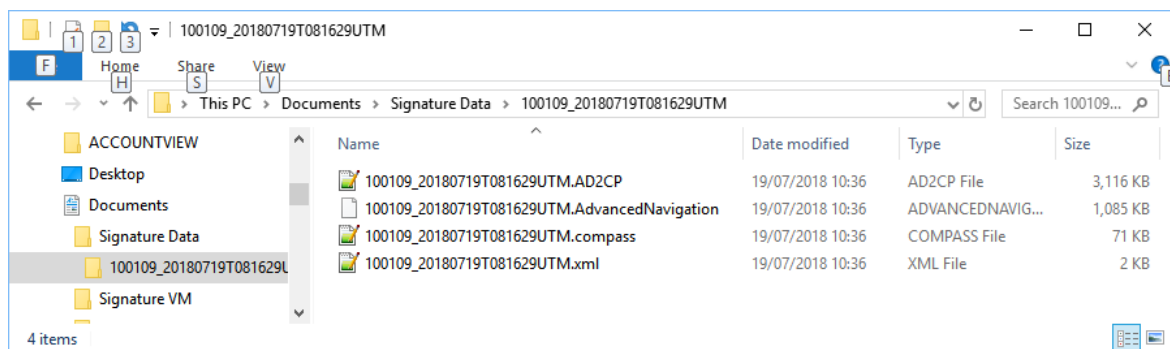 100109_20180719T081629UTM
1 2 3
F Home Share View
H S V E
This PC > Documents > Signature Data > 100109_20180719T081629UTM Search 100109...
ACCOUNTVIEW
Desktop
Documents
Signature Data
100109_20180719T081629U
Signature VM
Name Date modified Type Size
100109_20180719T081629UTM.AD2CP 19/07/2018 10:36 AD2CP File 3,116 KB
100109_20180719T081629UTM.AdvancedNavigation 19/07/2018 10:36 ADVANCEDNAVIG... 1,085 KB
100109_20180719T081629UTM.compass 19/07/2018 10:36 COMPASS File 71 KB
100109_20180719T081629UTM.xml 19/07/2018 10:36 XML File 2 KB
4 items